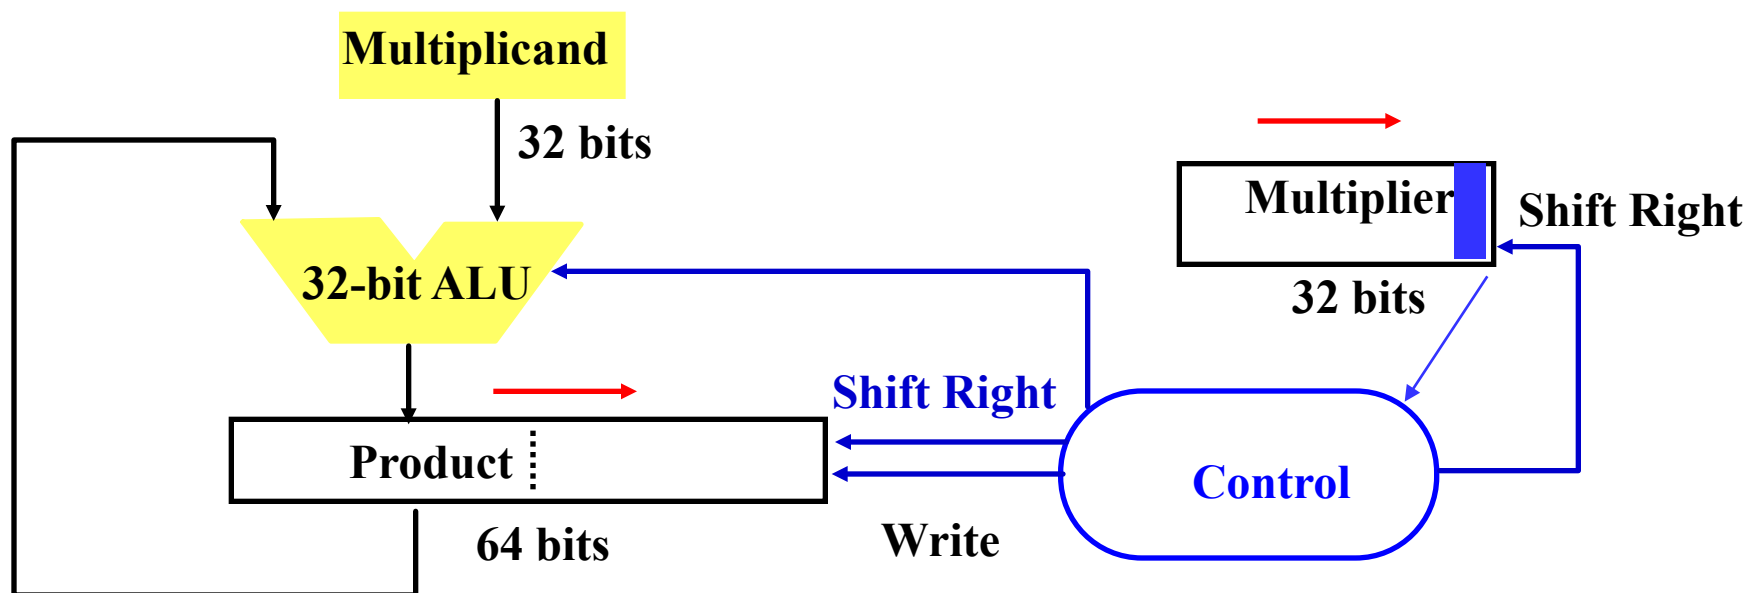 Multiplicand
32 bits
Multiplier
Shift Right
32-bit ALU
32 bits
Shift Right
Product
Control
64 bits
Write